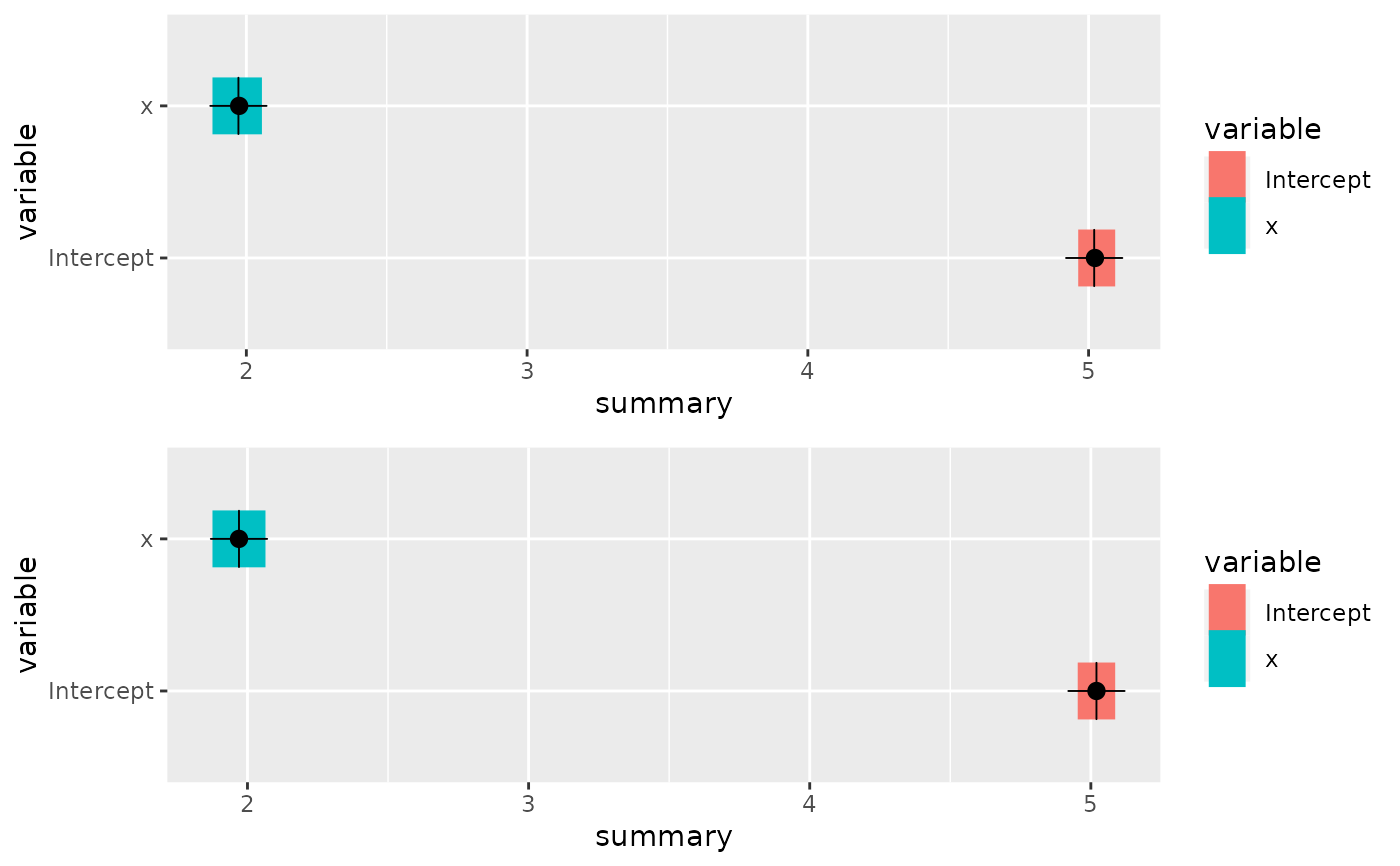 variable
x
Intercept
2 3 4 5
summary
variable
Intercept
x
variable
x
Intercept
2 3 4 5
summary
variable
Intercept
x